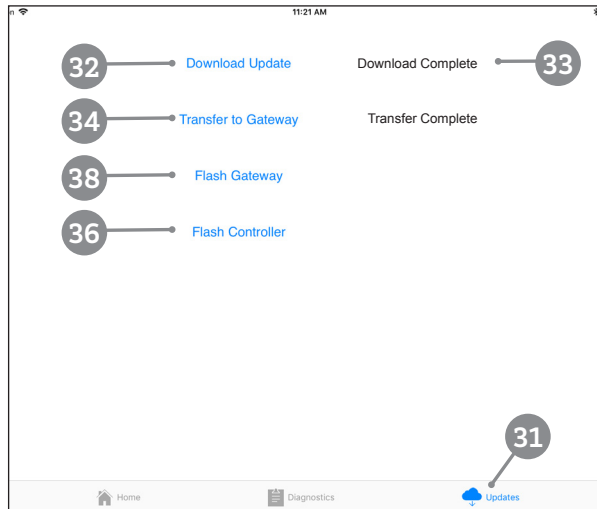 n 11:21 AM
32 Download Update Download Complete 33
34 Transfer to Gateway Transfer Complete
38 Flash Gateway
36 Flash Controller
31
Home Diagnostics Updates